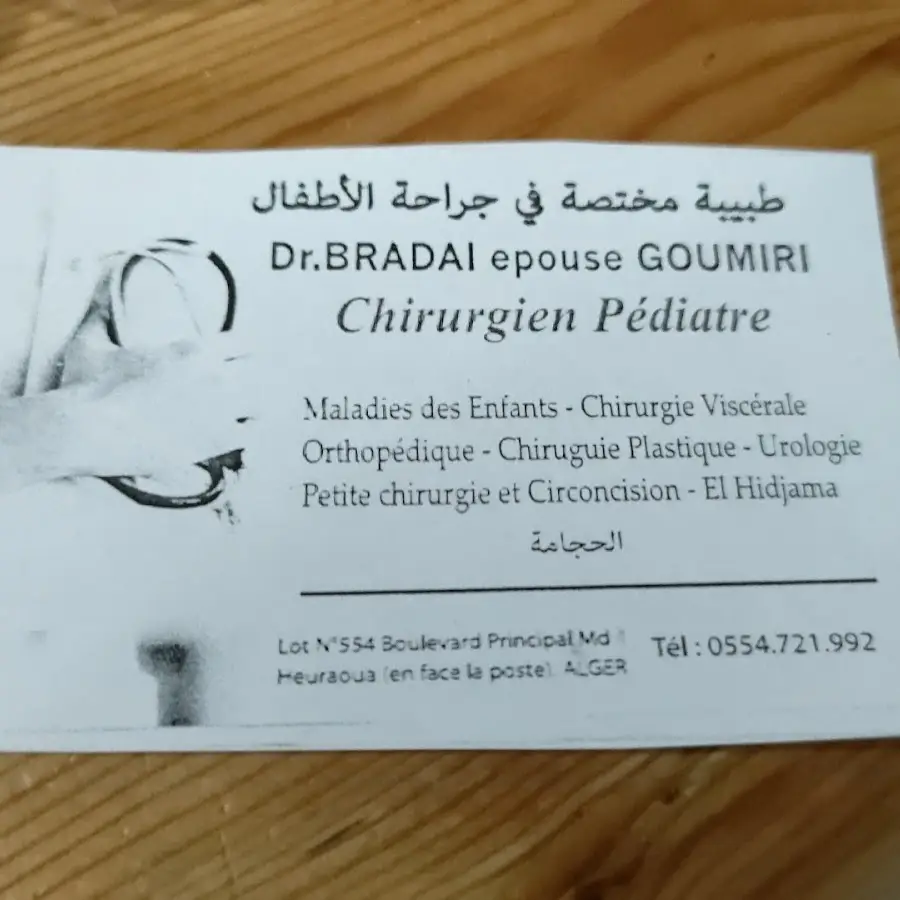 طبيبة مختصة في جراحة الأطفال
Dr.BRADAI epouse GOUMIRI
Chirurgien Pédiatre
Maladies des Enfants - Chirurgie Viscérale
Orthopédique - Chiruguie Plastique - Urologie
Petite chirurgie et Circoncision - El Hidjama
الحجامة
Lot N°554 Boulevard Principal Md
Heuraoua (en face la poste) ALGER
Tél : 0554.721.992